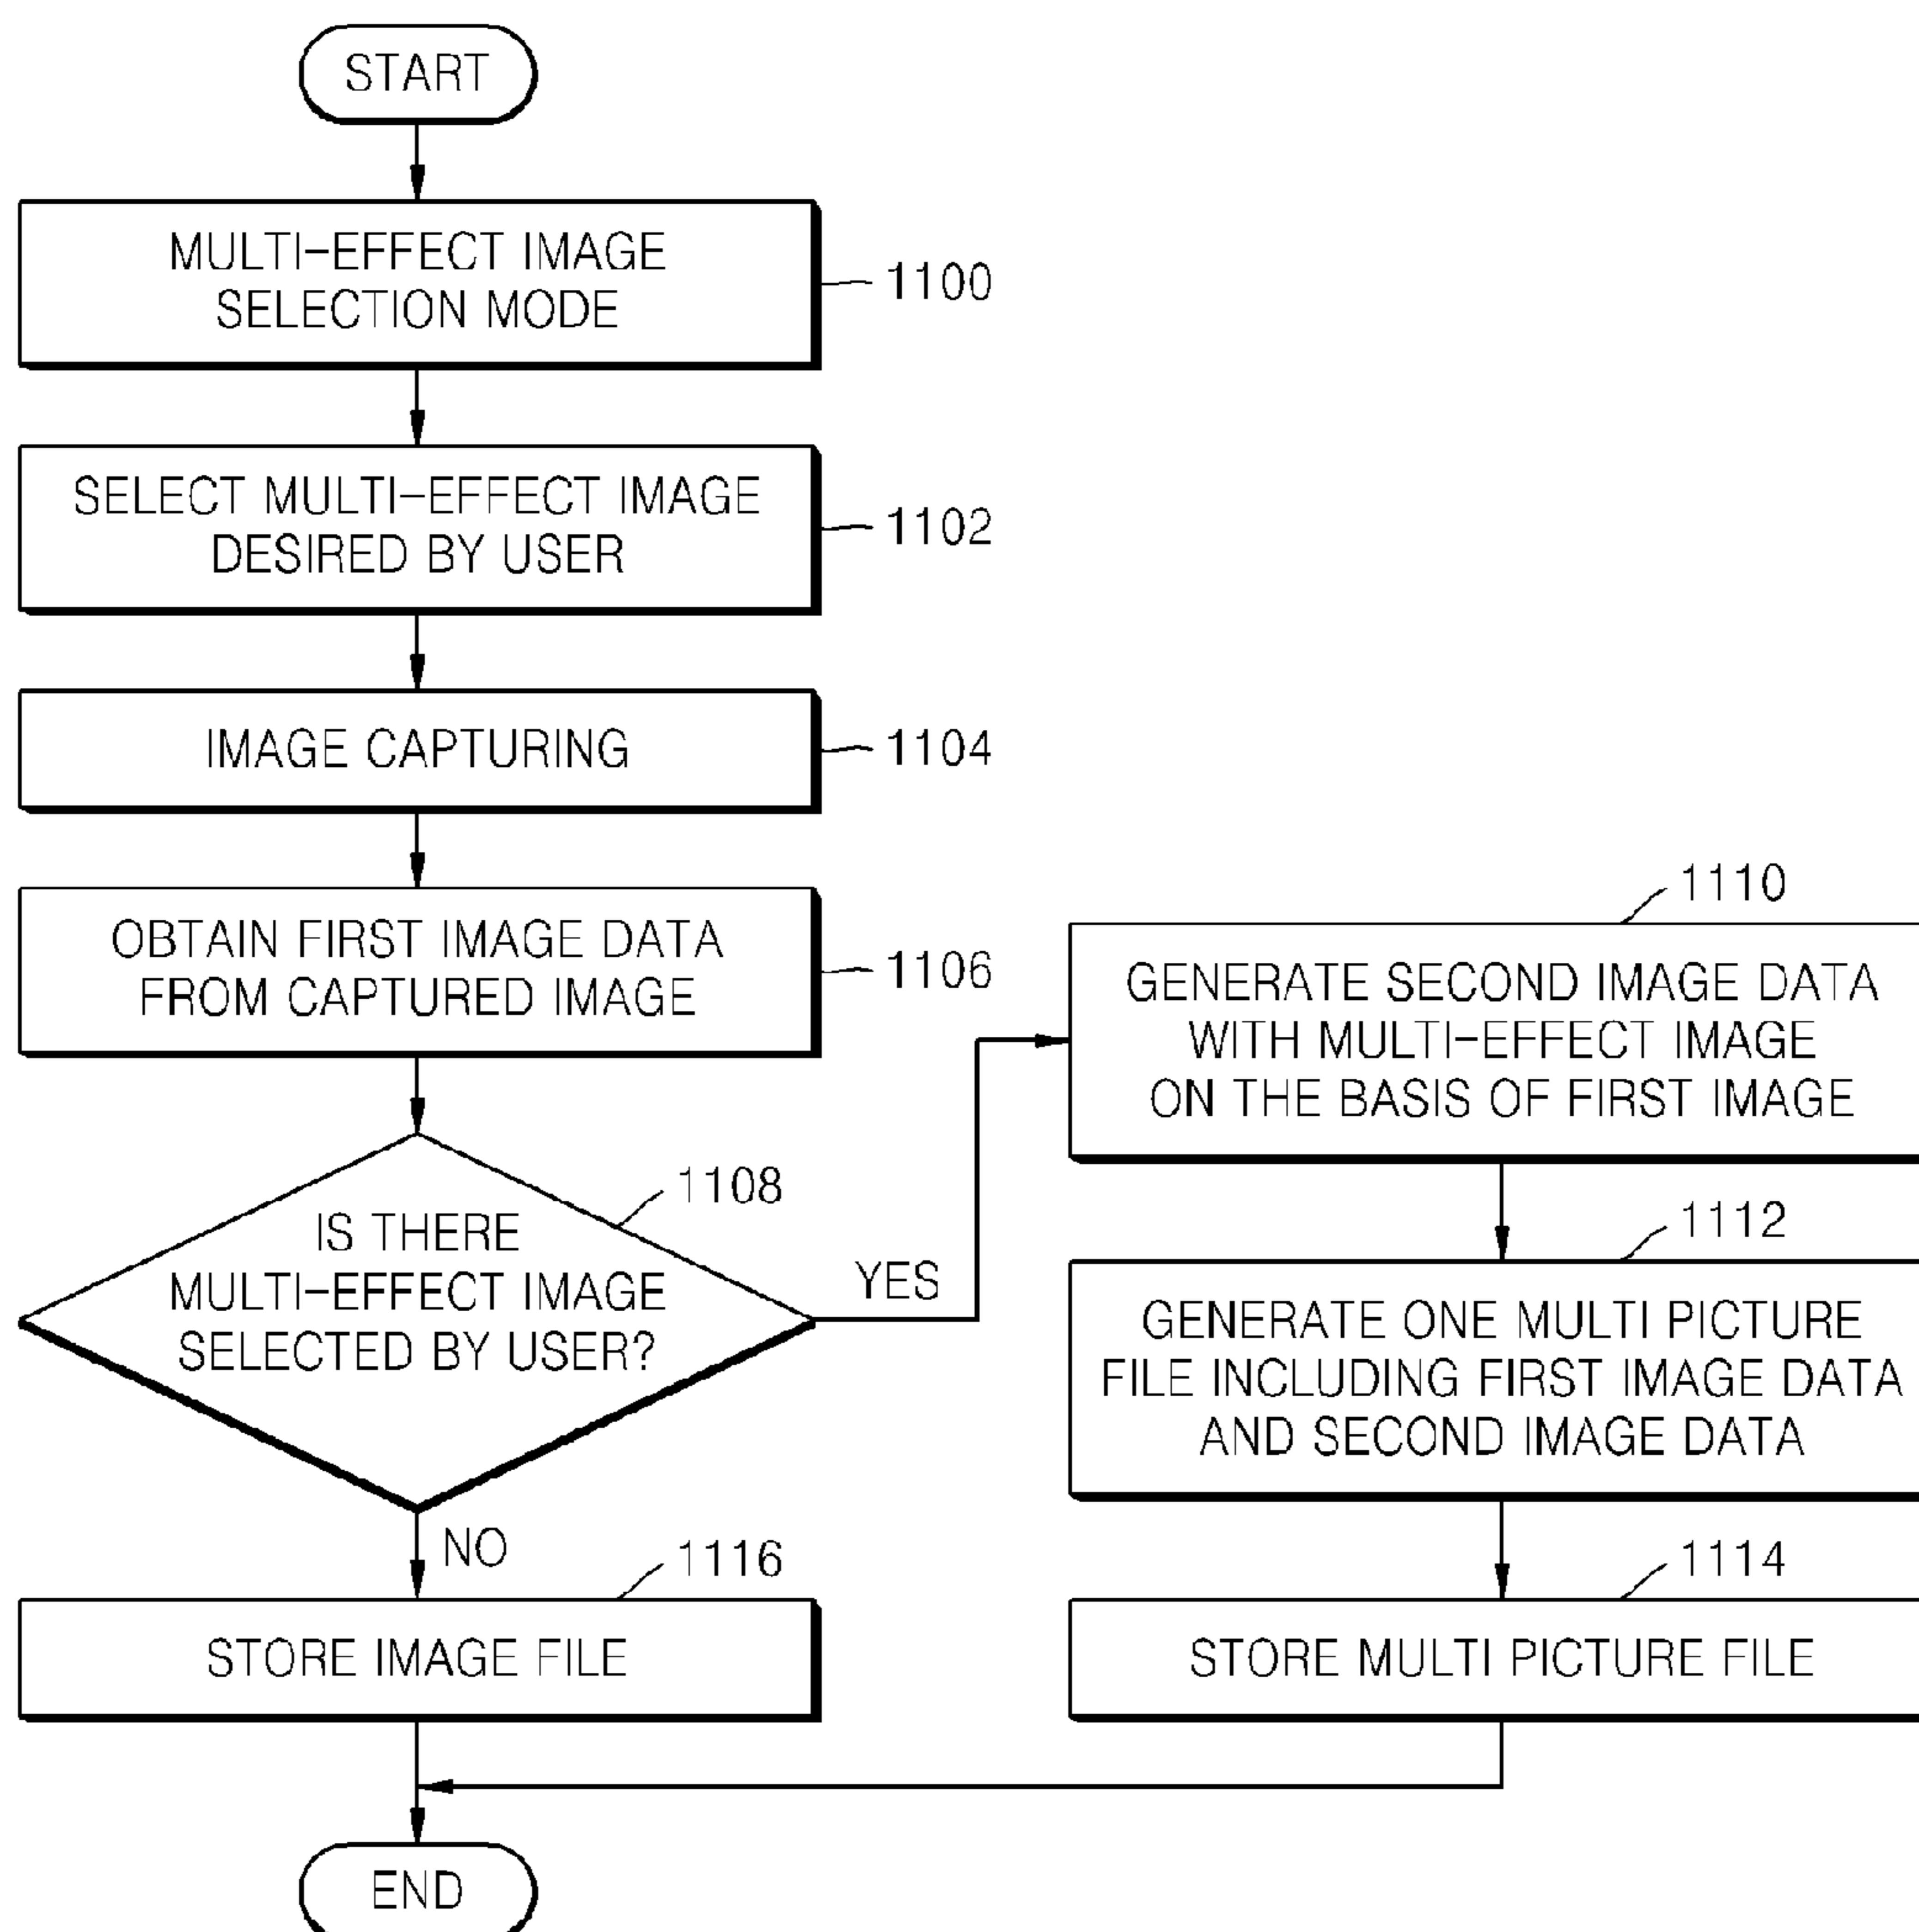 START
MULTI-EFFECT IMAGE
SELECTION MODE
1100
SELECT MULTI-EFFECT IMAGE
DESIRED BY USER
1102
IMAGE CAPTURING
1104
OBTAIN FIRST IMAGE DATA
FROM CAPTURED IMAGE
1106
IS THERE
MULTI-EFFECT IMAGE
SELECTED BY USER?
1108
YES
NO
1110
GENERATE SECOND IMAGE DATA
WITH MULTI-EFFECT IMAGE
ON THE BASIS OF FIRST IMAGE
1112
GENERATE ONE MULTI PICTURE
FILE INCLUDING FIRST IMAGE DATA
AND SECOND IMAGE DATA
1116
STORE IMAGE FILE
1114
STORE MULTI PICTURE FILE
END